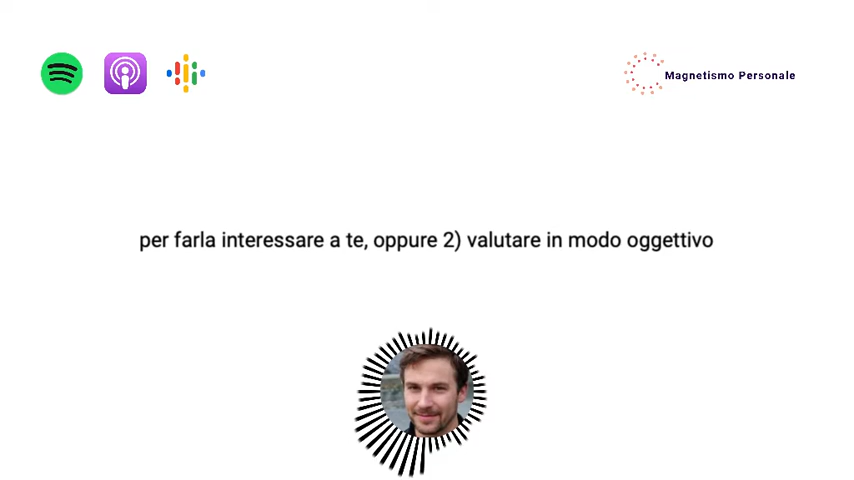 Magnetismo Personale
per farla interessare a te, oppure 2) valutare in modo oggettivo